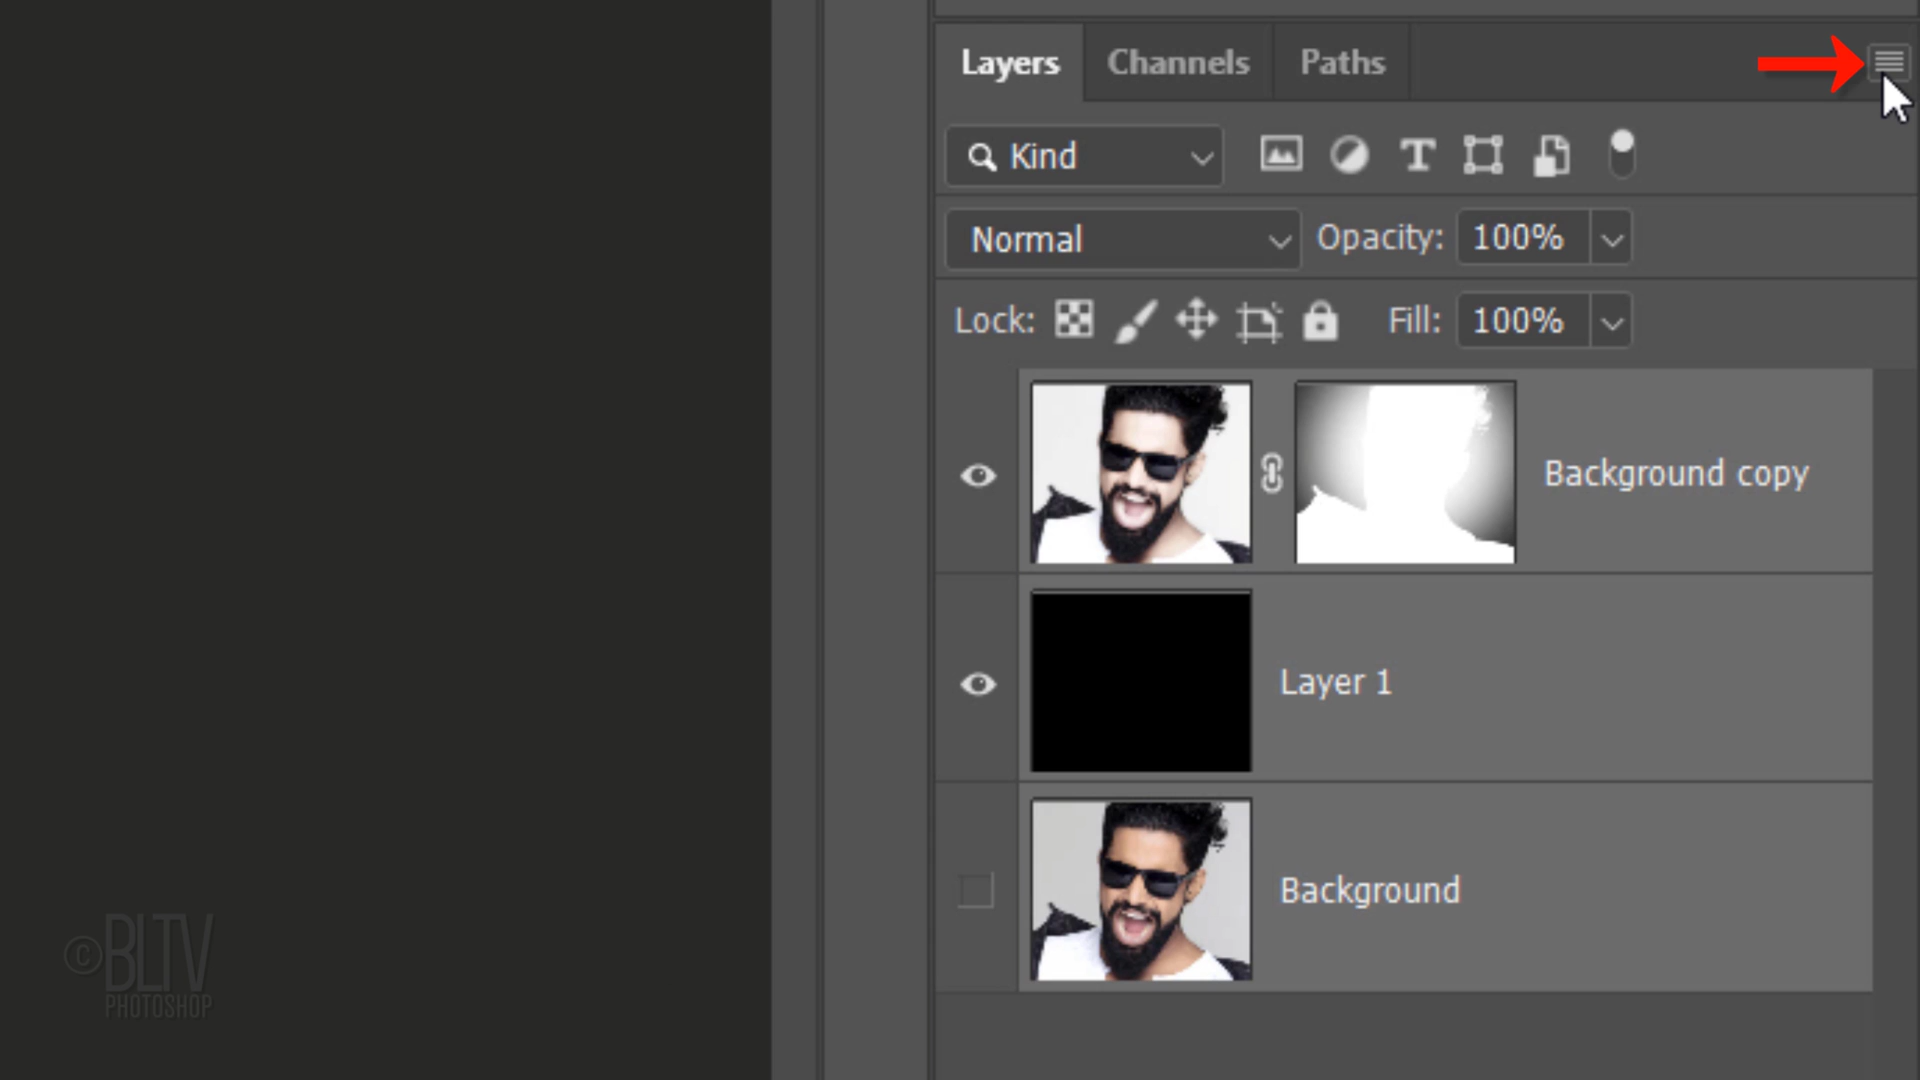 Layers Channels Paths
Kind
Normal Opacity: 100%
Lock: Fill: 100%
Background copy
Layer 1
Background
©BLTV
PHOTOSHOP